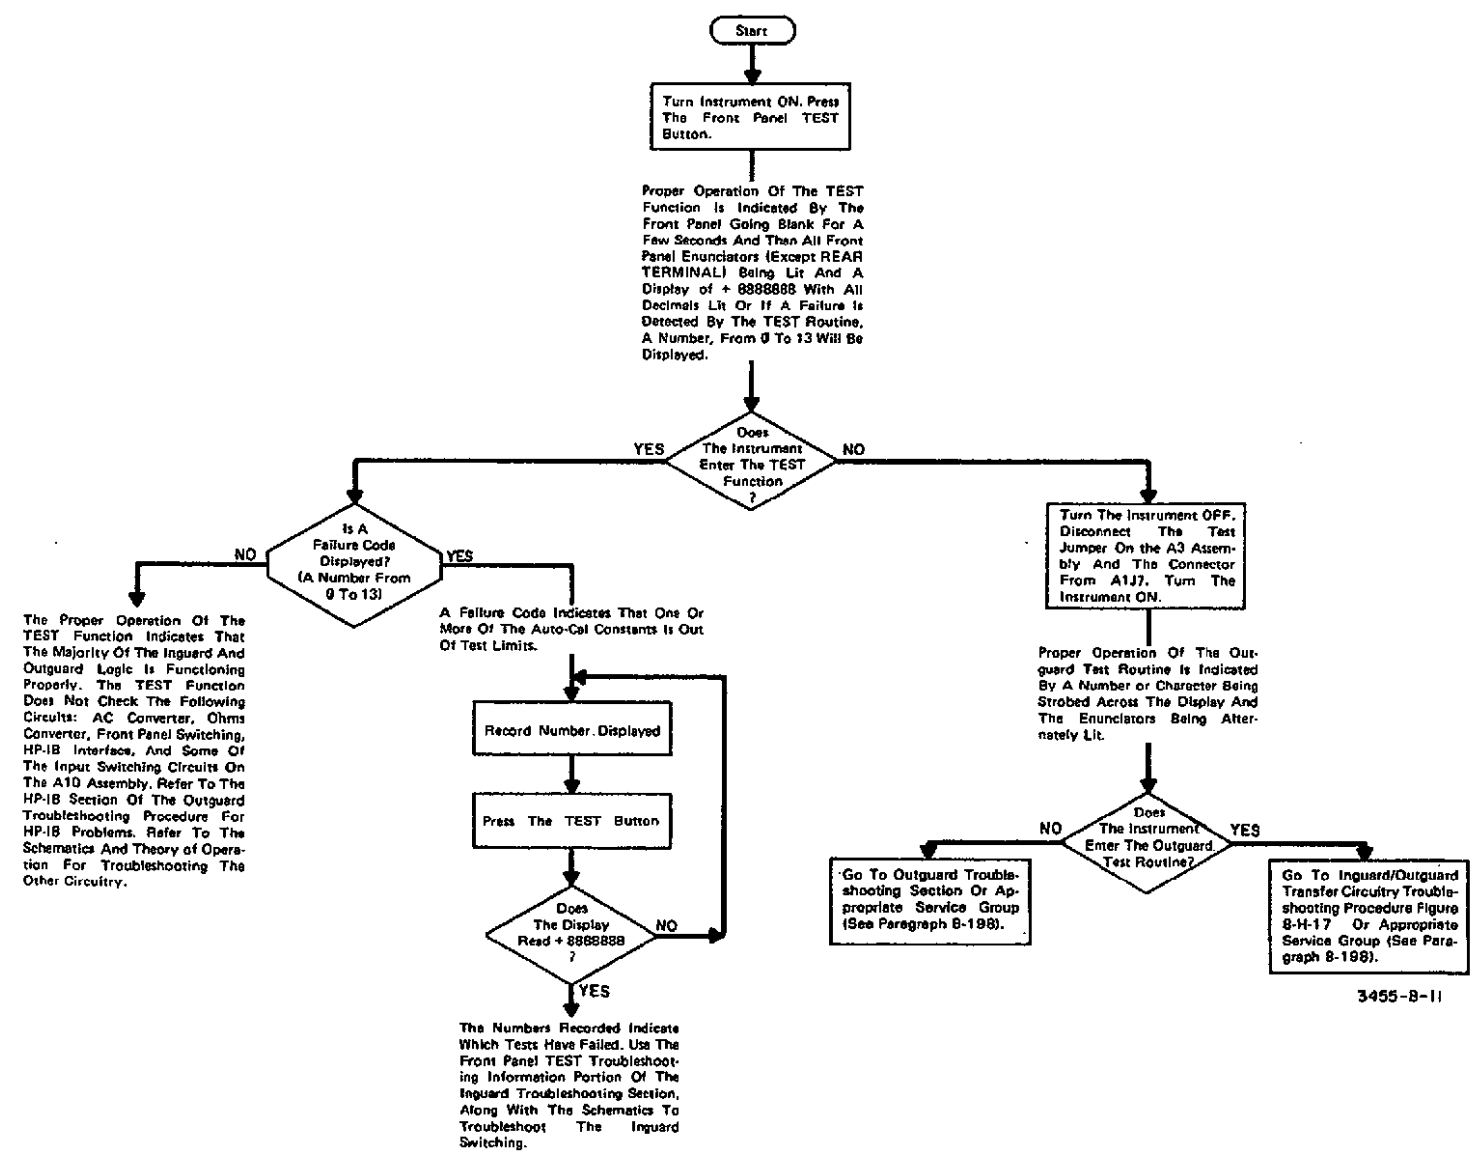 Start
Turn Instrument ON. Press
The Front Panel TEST
Button.
Proper Operation Of The TEST
Function Is Indicated By The
Front Panel Going Blank For A
Few Seconds And Then All Front
Panel Enunciators (Except REAR
TERMINAL) Being Lit And A
Display of + 8888888 With All
Decimals Lit Or If A Failure Is
Detected By The TEST Routine,
A Number, From 0 To 13 Will Be
Displayed.
Does
The Instrument
Enter The TEST
Function
?
YES
NO
Is A
Failure Code
Displayed?
(A Number From
0 To 13)
NO
YES
The Proper Operation Of The
TEST Function Indicates That
The Majority Of The Inguard And
Outguard Logic Is Functioning
Properly. The TEST Function
Does Not Check The Following
Circuits: AC Converter, Ohms
Converter, Front Panel Switching,
HP-IB Interface, And Some Of
The Input Switching Circuits On
The A10 Assembly. Refer To The
HP-IB Section Of The Outguard
Troubleshooting Procedure For
HP-IB Problems. Refer To The
Schematics And Theory of Opera-
tion For Troubleshooting The
Other Circuitry.
A Failure Code Indicates That One Or
More Of The Auto-Cal Constants Is Out
Of Test Limits.
Record Number Displayed
Press The TEST Button
Does
The Display
Read + 8888888
?
NO
YES
The Numbers Recorded Indicate
Which Tests Have Failed. Use The
Front Panel TEST Troubleshoot-
ing Information Portion Of The
Inguard Troubleshooting Section,
Along With The Schematics To
Troubleshoot The Inguard
Switching.
Turn The Instrument OFF.
Disconnect The Test
Jumper On the A3 Assem-
bly And The Connector
From A1J7. Turn The
Instrument ON.
Proper Operation Of The Out-
guard Test Routine Is Indicated
By A Number or Character Being
Strobed Across The Display And
The Enunciators Being Alter-
nately Lit.
Does
The Instrument
Enter The Outguard
Test Routine?
NO
YES
Go To Outguard Trouble-
shooting Section Or Ap-
propriate Service Group
(See Paragraph 8-198).
Go To Inguard/Outguard
Transfer Circuitry Trouble-
shooting Procedure Figure
8-H-17 Or Appropriate
Service Group (See Para-
graph 8-198).
3455-B-11